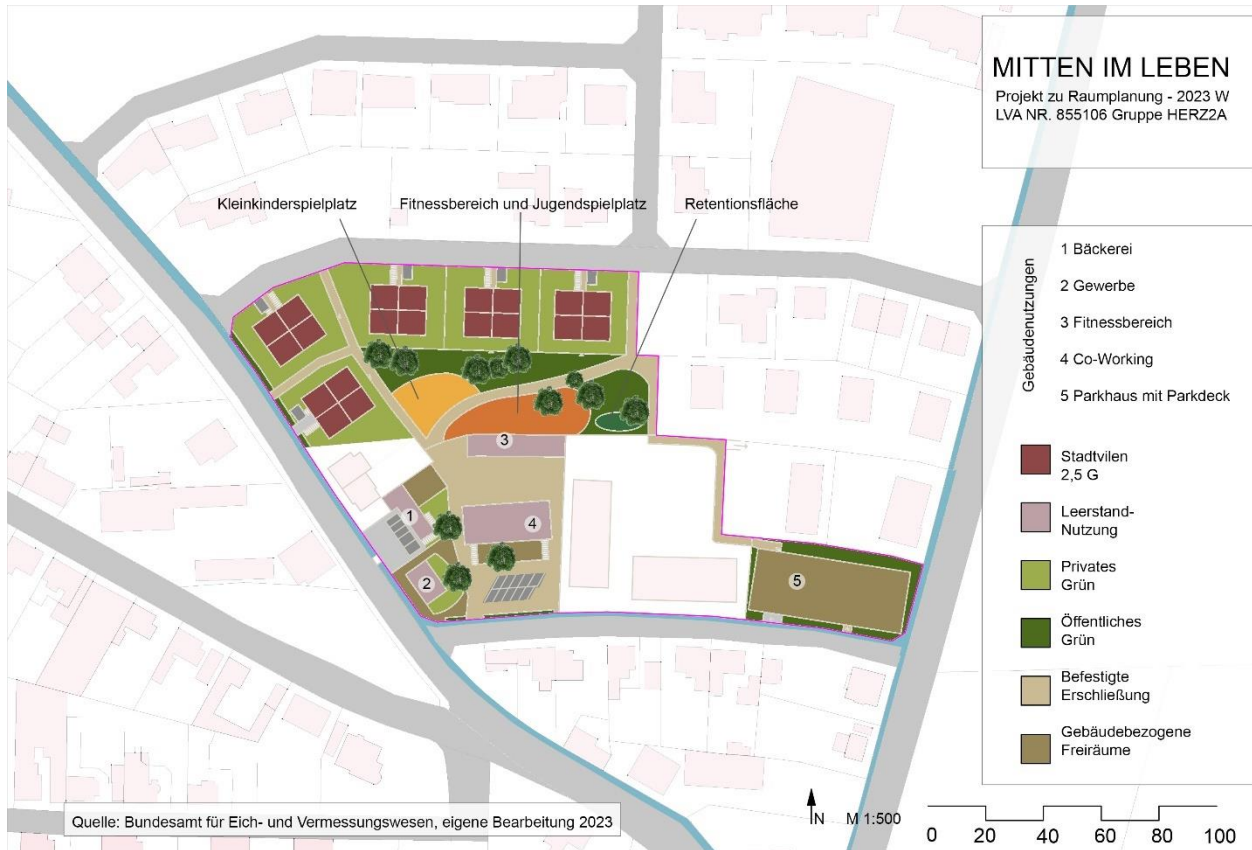 MITTEN IM LEBEN
Projekt zu Raumplanung - 2023 W
LVA NR. 855106 Gruppe HERZ2A
Kleinkinderspielplatz
Fitnessbereich und Jugendspielplatz
Retentionsfläche
Gebäudenutzungen
1 Bäckerei
2 Gewerbe
3 Fitnessbereich
4 Co-Working
5 Parkhaus mit Parkdeck
Stadtvilen
2,5 G
Leerstand-
Nutzung
Privates
Grün
Öffentliches
Grün
Befestigte
Erschließung
Gebäudebezogene
Freiräume
3
1
4
2
5
Quelle: Bundesamt für Eich- und Vermessungswesen, eigene Bearbeitung 2023
N M 1:500
0 20 40 60 80 100